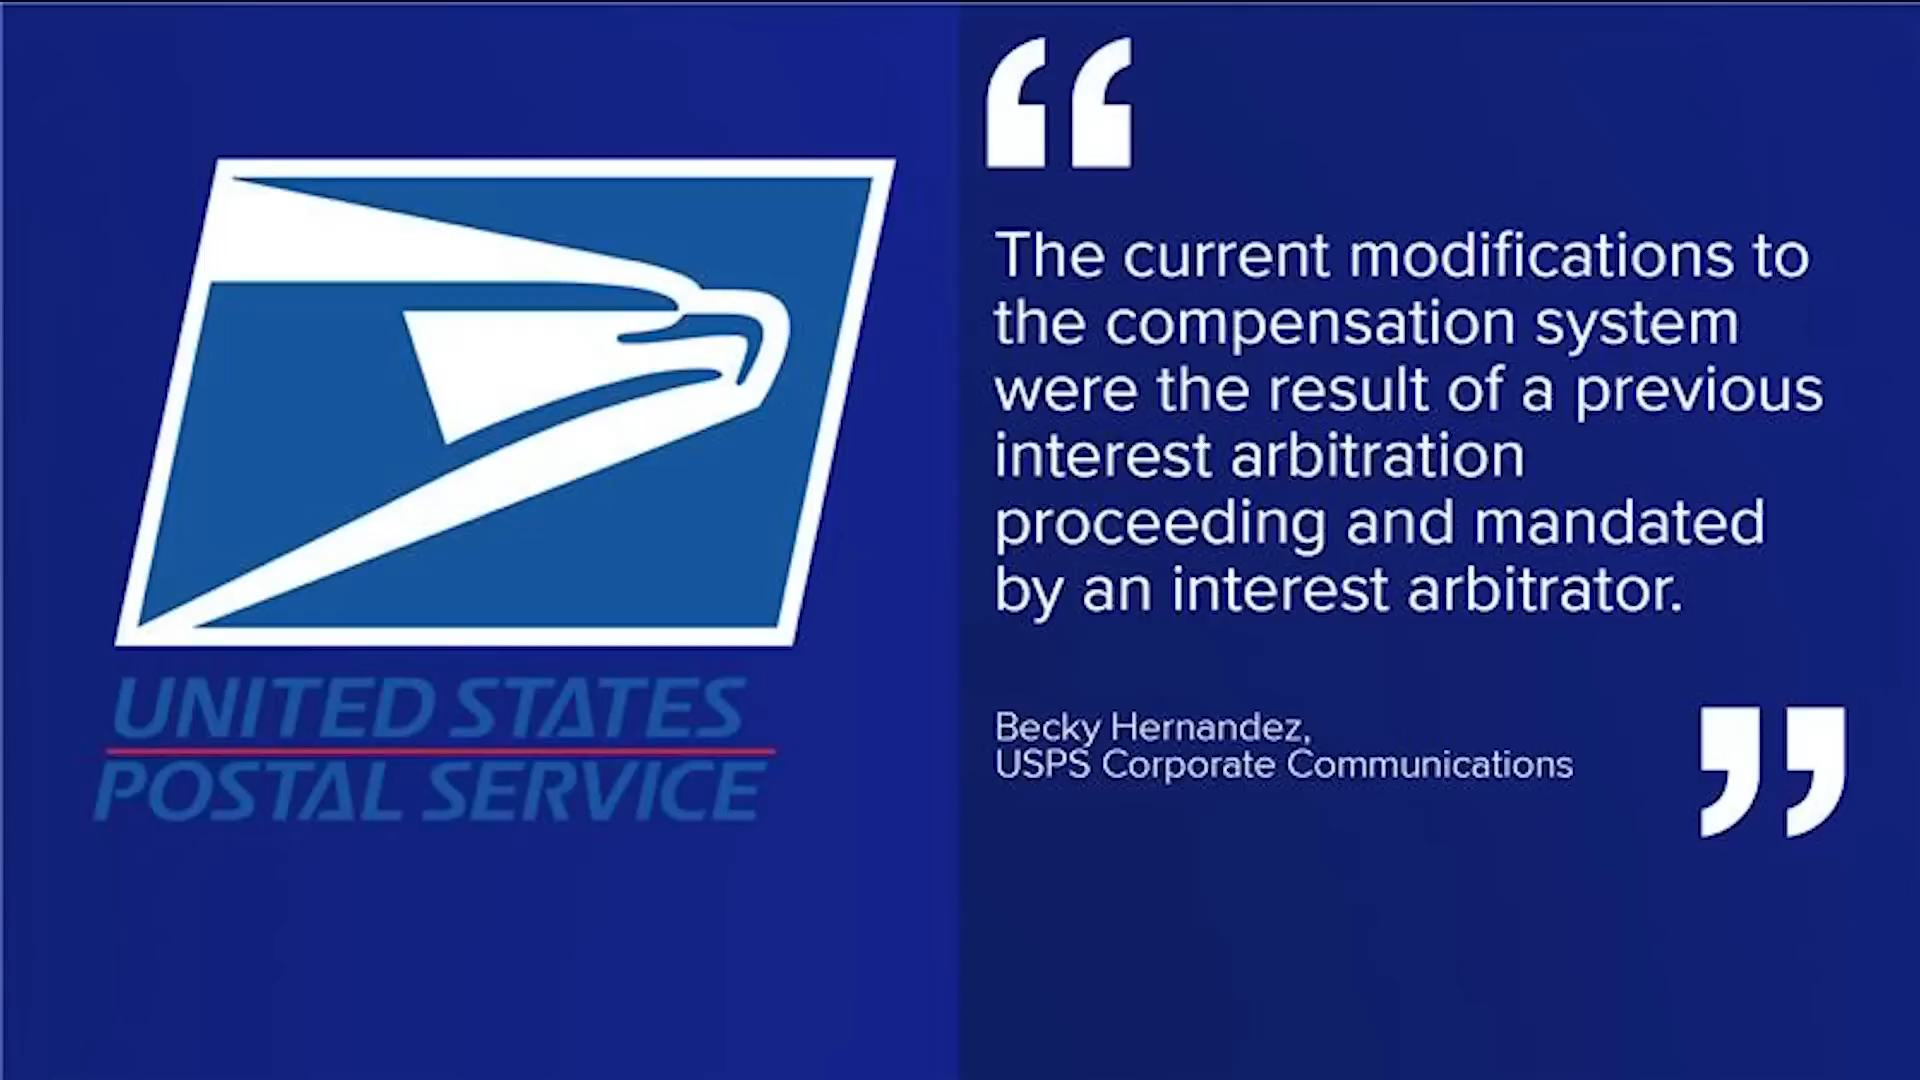 UNITED STATES
POSTAL SERVICE
“
The current modifications to
the compensation system
were the result of a previous
interest arbitration
proceeding and mandated
by an interest arbitrator.
Becky Hernandez,
USPS Corporate Communications
”